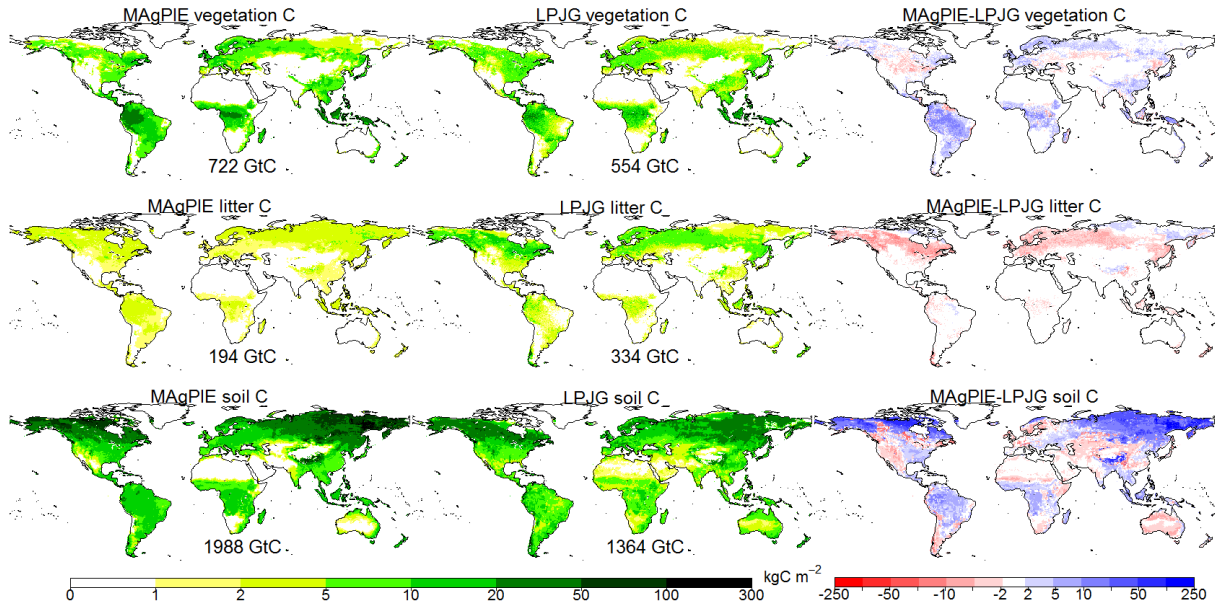 MAgPIE vegetation C
LPJG vegetation C
MAgPIE-LPJG vegetation C
722 GtC
554 GtC
MAgPIE litter C
LPJG litter C
MAgPIE-LPJG litter C
194 GtC
334 GtC
MAgPIE soil C
LPJG soil C
MAgPIE-LPJG soil C
1988 GtC
1364 GtC
kgC m⁻²
0 1 2 5 10 20 50 100 300
-250 -50 -10 -5 -2 2 5 10 50 250